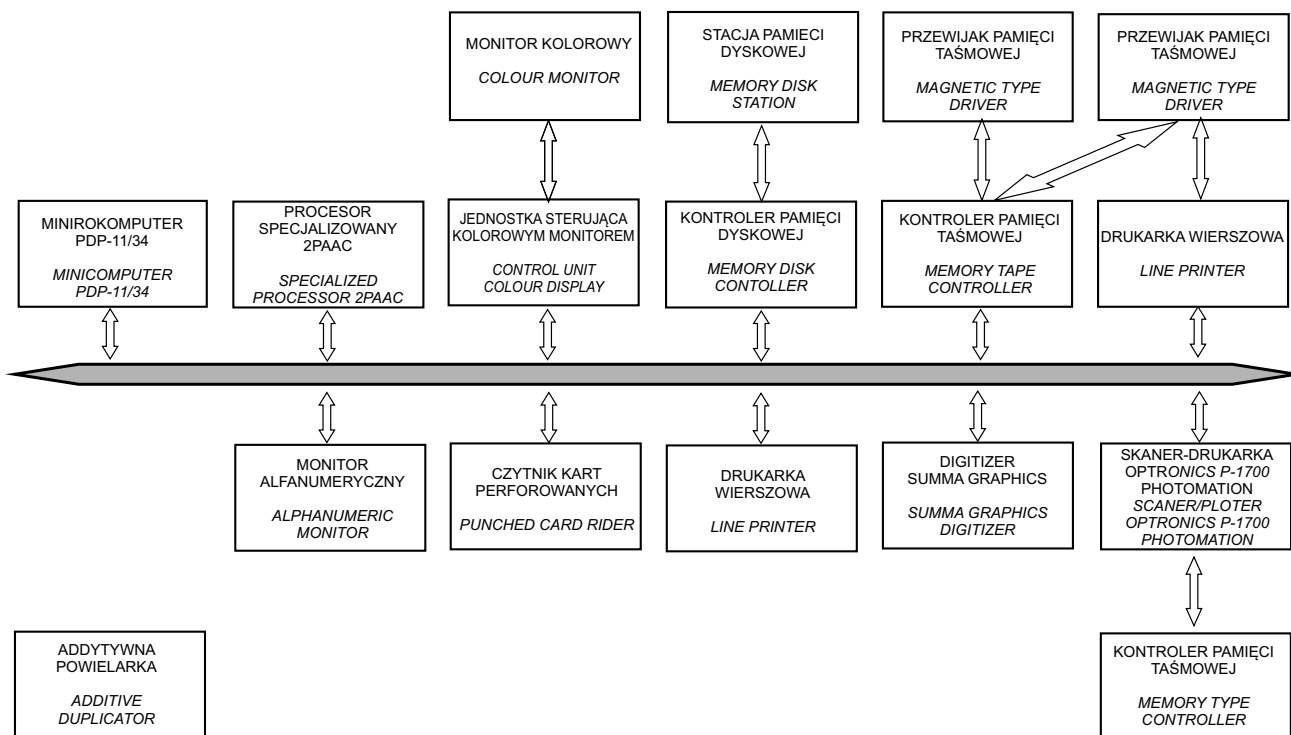 MONITOR KOLOROWY
COLOUR MONITOR
STACJA PAMIECI
DYSKOWEJ
MEMORY DISK
STATION
PRZEWIJAK PAMIĘCI
TAŚMOWEJ
MAGNETIC TYPE
DRIVER
PRZEWIJAK PAMIĘCI
TAŚMOWEJ
MAGNETIC TYPE
DRIVER
MINIROKOMPUTER
PDP-11/34
MINICOMPUTER
PDP-11/34
PROCESOR
SPECJALIZOWANY
2PAAC
SPECIALIZED
PROCESSOR 2PAAC
JEDNOSTKA STERUJĄCA
KOLOROWYM MONITOREM
CONTROL UNIT
COLOUR DISPLAY
KONTROLER PAMIĘCI
DYSKOWEJ
MEMORY DISK
CONTOLLER
KONTROLER PAMIĘCI
TAŚMOWEJ
MEMORY TAPE
CONTROLLER
DRUKARKA WIERSZOWA
LINE PRINTER
MONITOR
ALFANUMERYCZNY
ALPHANUMERIC
MONITOR
CZYTNIK KART
PERFOROWANYCH
PUNCHED CARD RIDER
DRUKARKA
WIERSZOWA
LINE PRINTER
DIGITIZER
SUMMA GRAPHICS
SUMMA GRAPHICS
DIGITIZER
SKANER-DRUKARKA
OPTRONICS P-1700
PHOTOMATION
SCANER/PLOTER
OPTRONICS P-1700
PHOTOMATION
ADDYTYWNA
POWIELARKA
ADDITIVE
DUPLICATOR
KONTROLER PAMIĘCI
TAŚMOWEJ
MEMORY TYPE
CONTROLLER